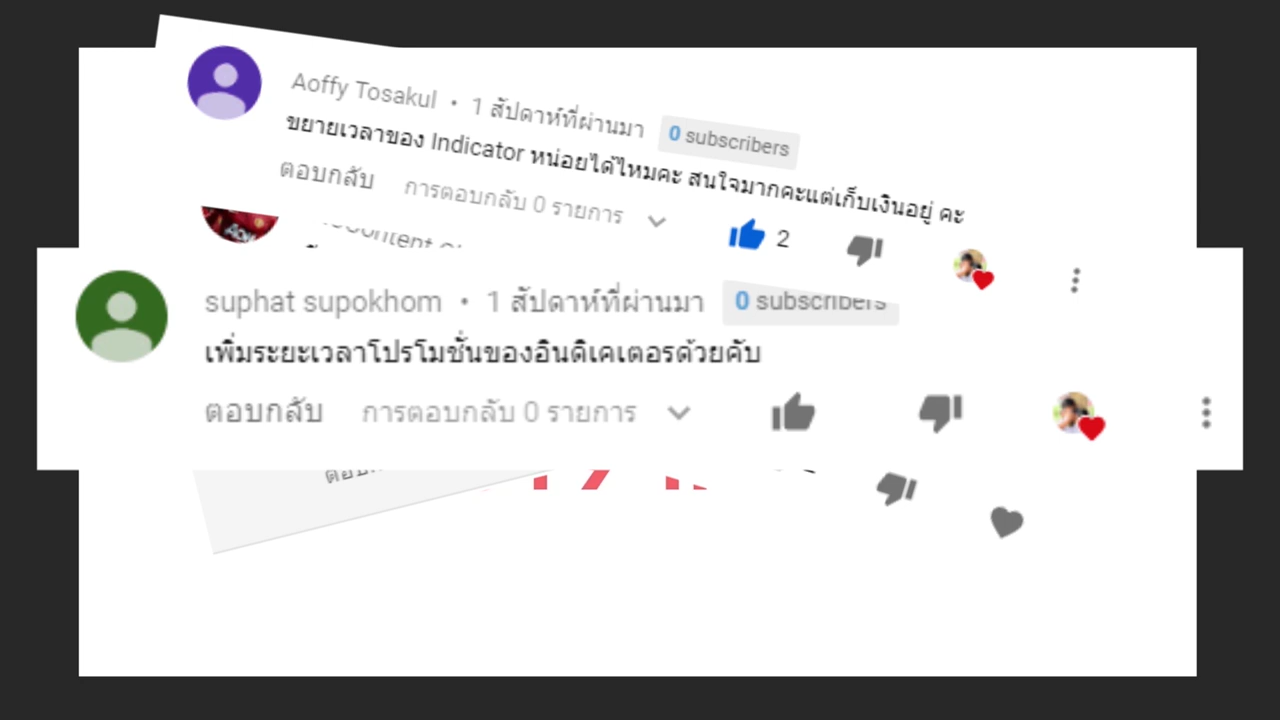 Aoffy Tosakul • 1 สัปดาห์ที่ผ่านมา 0 subscribers
ขยายเวลาของ Indicator หน่อยได้ไหมคะ สนใจมากคะแต่เก็บเงินอยู่ คะ
ตอบกลับ การตอบกลับ 0 รายการ 2
suphat supokhom • 1 สัปดาห์ที่ผ่านมา 0 subscribers
เพิ่มระยะเวลาโปรโมชั่นของอินดิเคเตอรด้วยคับ
ตอบกลับ การตอบกลับ 0 รายการ